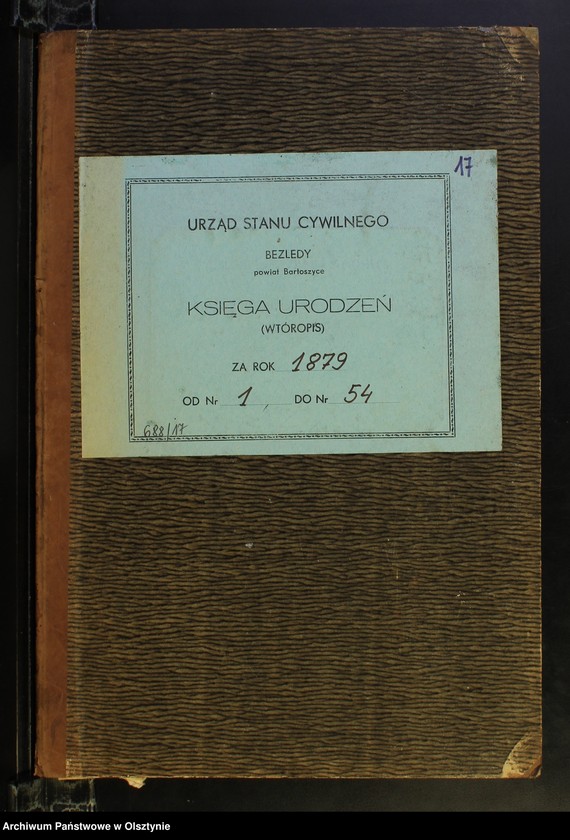 17
URZĄD STANU CYWILNEGO
BEZLEDY
powiat Bartoszyce
KSIĘGA URODZEŃ
(WTÓROPIS)
ZA ROK 1879
OD Nr 1 DO Nr 54
688/17
Archiwum Państwowe w Olsztynie